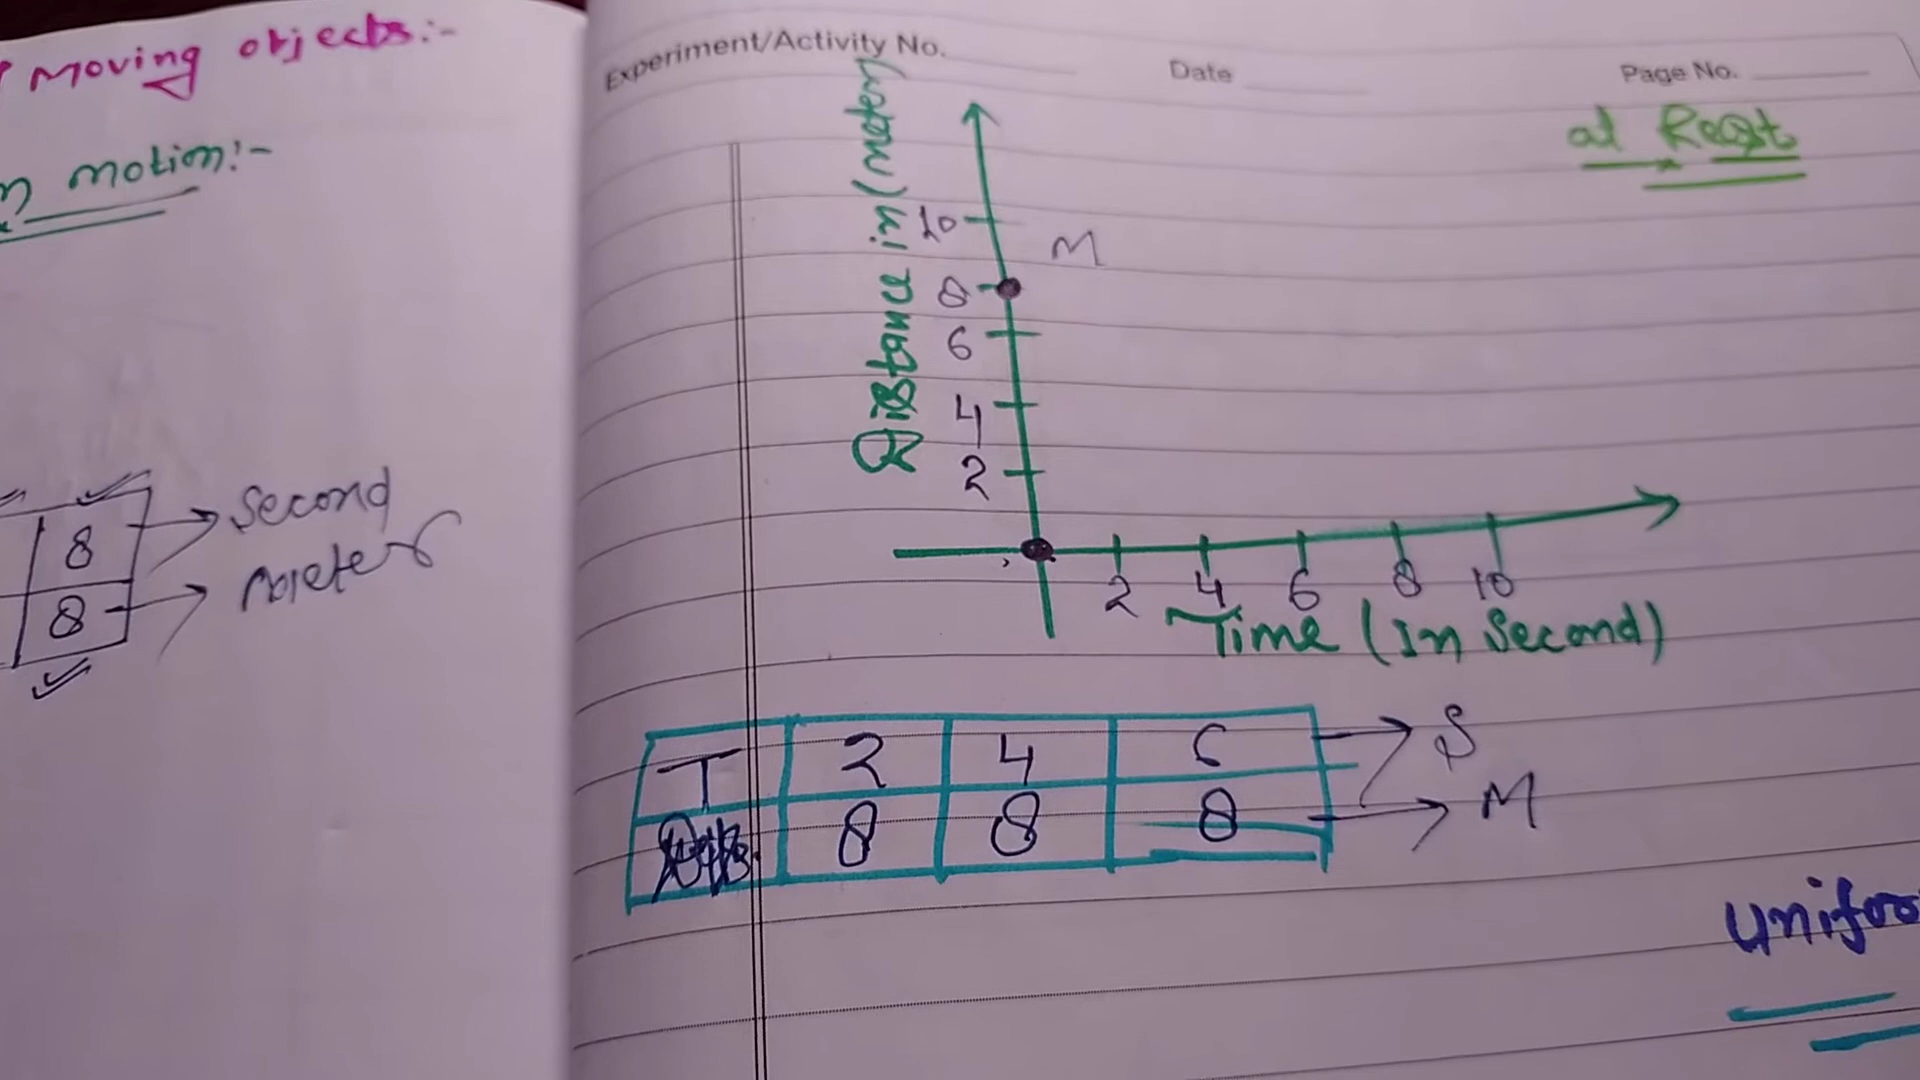 Moving objects:-
motion:-
8 second
8 meter
Experiment/Activity No.
Date
Page No.
at Rest
Distance in (meter)
10
M
8
6
4
2
2 4 6 8 10
Time (In Second)
T 2 4 6 S
8 8 8 M